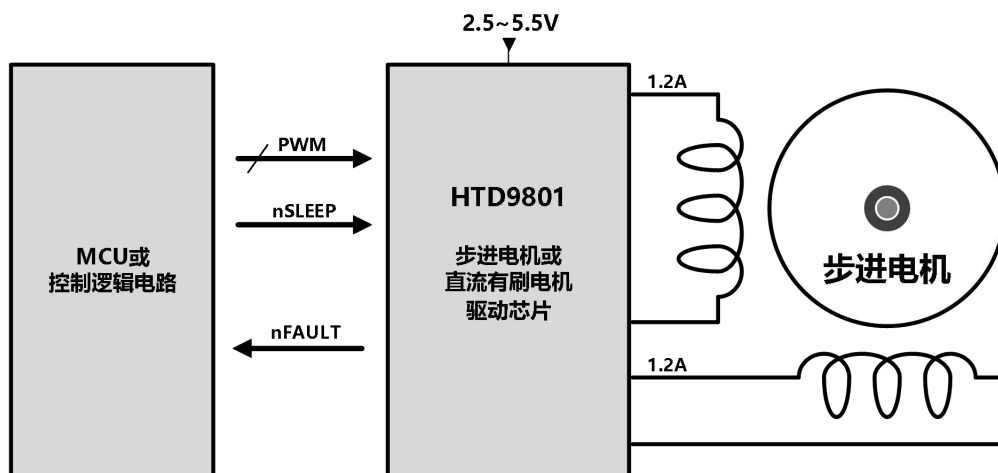 2.5~5.5V
MCU或
控制逻辑电路
PWM
nSLEEP
nFAULT
HTD9801
步进电机或
直流有刷电机
驱动芯片
1.2A
步进电机
1.2A